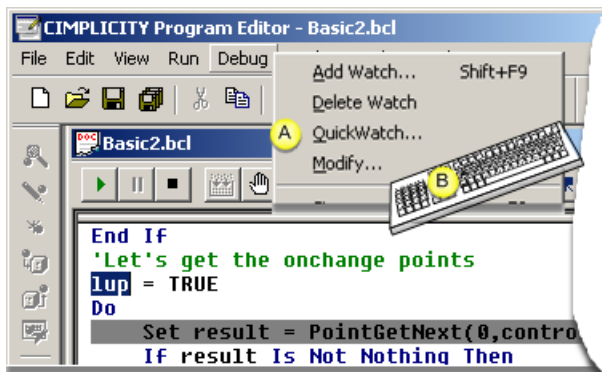 CIMPLICITY Program Editor - Basic2.bcl
File Edit View Run Debug
Add Watch... Shift+F9
Delete Watch
A QuickWatch...
Modify...
B
DOC Basic2.bcl
End If
'Let's get the onchange points
lup = TRUE
Do
Set result = PointGetNext(0,contro
If result Is Not Nothing Then